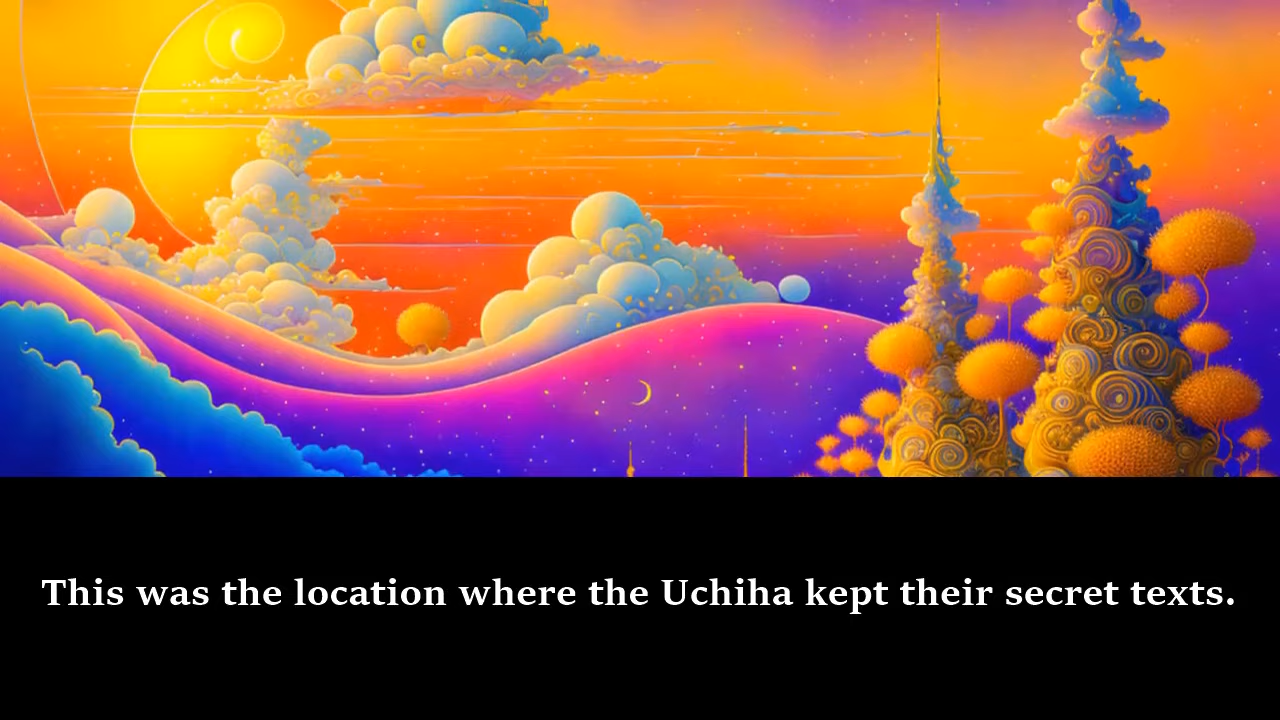 This was the location where the Uchiha kept their secret texts.